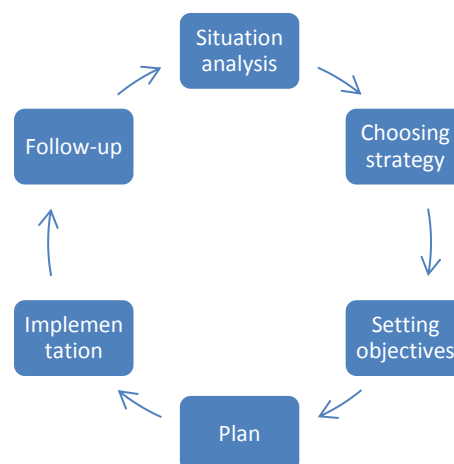 Situation
analysis
Choosing
strategy
Setting
objectives
Plan
Implemen
tation
Follow-up